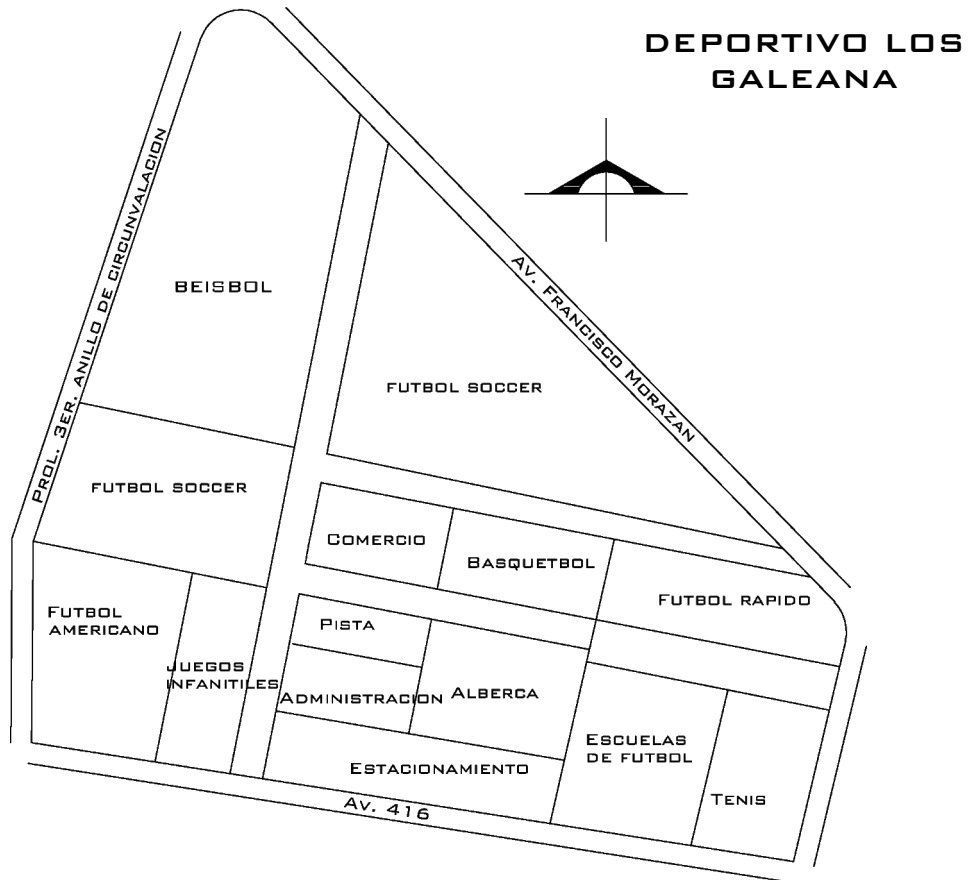 DEPORTIVO LOS
GALEANA
PROL. 3ER. ANILLO DE CIRCUNVALACION
AV. FRANCISCO MORAZAN
BEISBOL
FUTBOL SOCCER
FUTBOL SOCCER
COMERCIO
BASQUETBOL
FUTBOL RAPIDO
FUTBOL
AMERICANO
PISTA
JUEGOS
INFANITILES
ADMINISTRACION
ALBERCA
ESCUELAS
DE FUTBOL
ESTACIONAMIENTO
TENIS
AV. 416